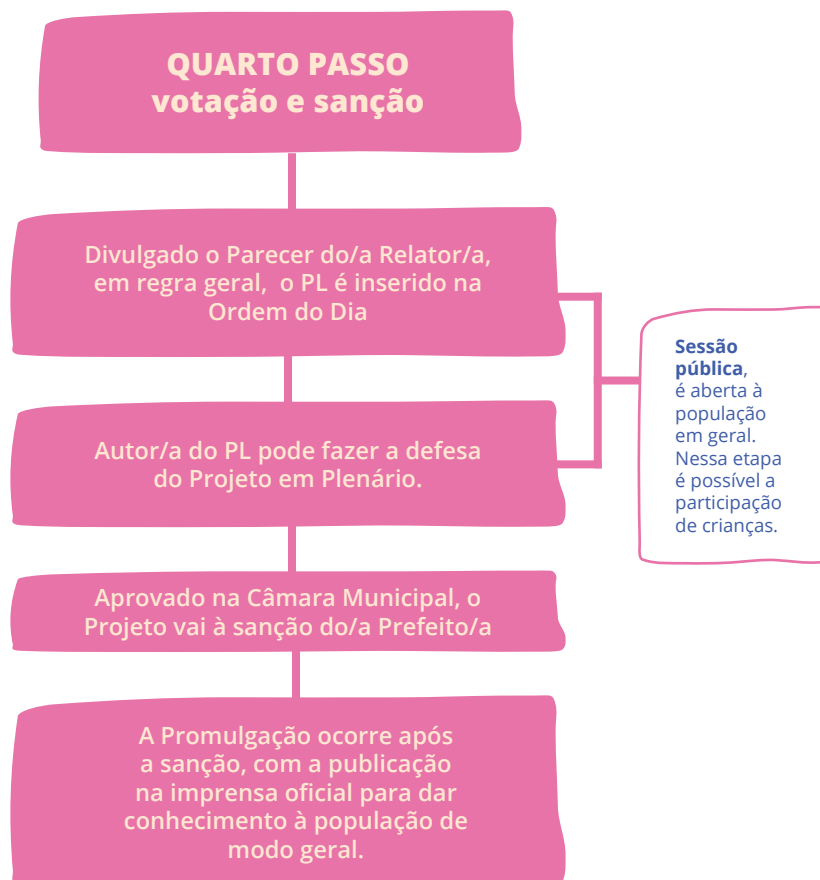 QUARTO PASSO
votação e sanção
Divulgado o Parecer do/a Relator/a,
em regra geral,  o PL é inserido na
Ordem do Dia
Sessão
pública,
é aberta à
população
em geral.
Nessa etapa
é possível a
participação
de crianças.
Autor/a do PL pode fazer a defesa
do Projeto em Plenário.
Aprovado na Câmara Municipal, o
Projeto vai à sanção do/a Prefeito/a
A Promulgação ocorre após
a sanção, com a publicação
na imprensa oficial para dar
conhecimento à população de
modo geral.